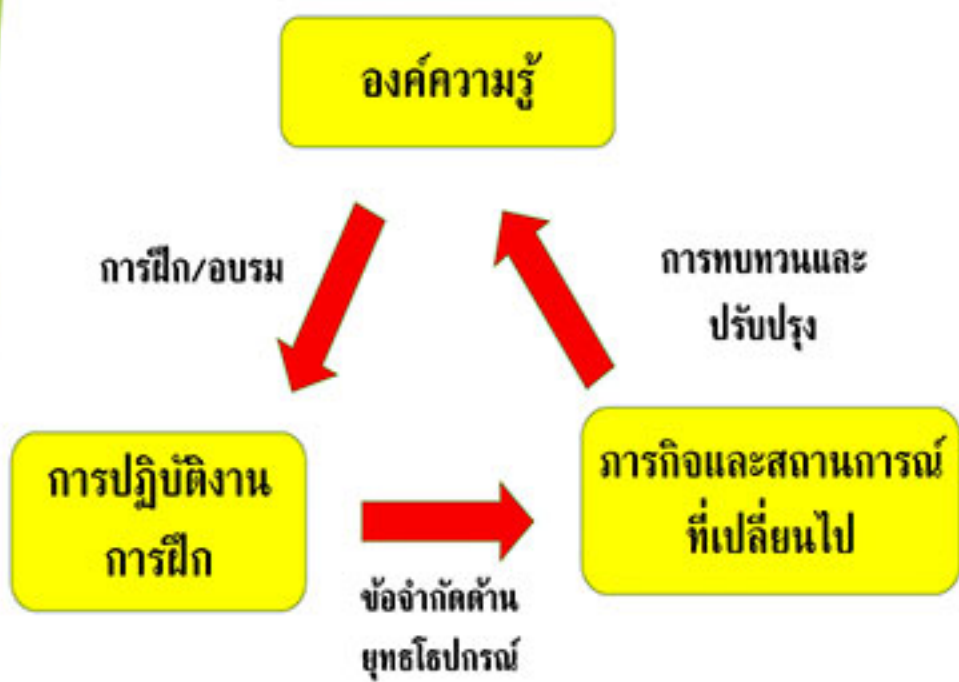 องค์ความรู้
การฝึก/อบรม
การทบทวนและ
ปรับปรุง
การปฏิบัติงาน
การฝึก
ภารกิจและสถานการณ์
ที่เปลี่ยนไป
ข้อจำกัดด้าน
ยุทธโธปกรณ์